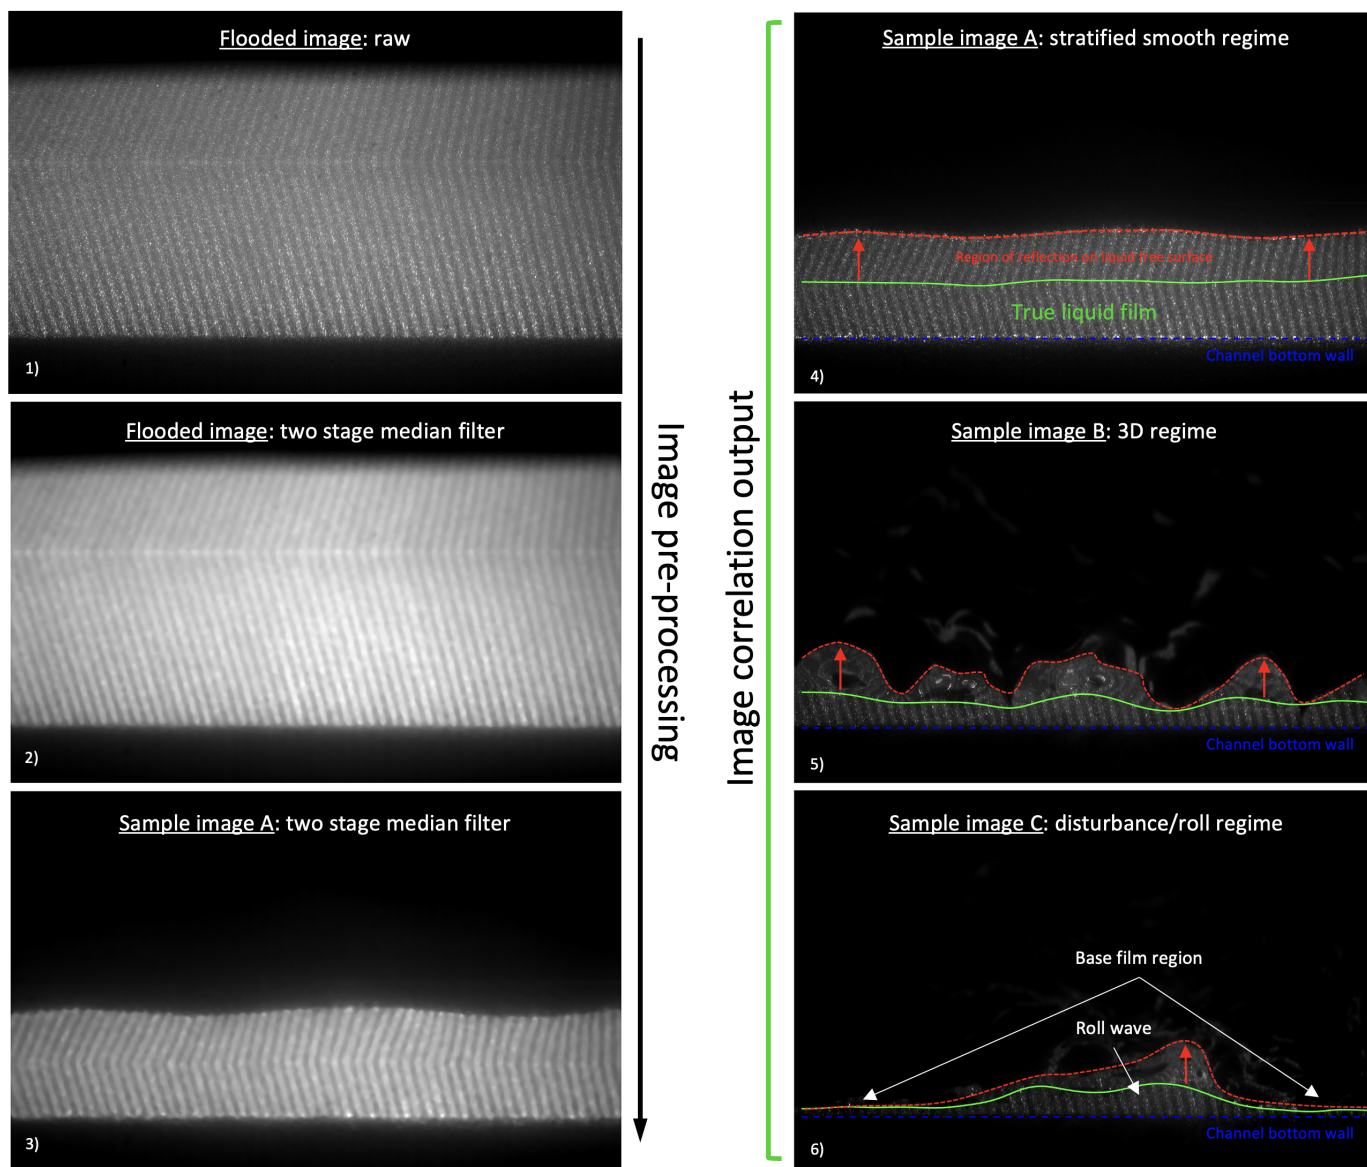 Flooded image: raw
1)
Flooded image: two stage median filter
2)
Sample image A: two stage median filter
3)
Image pre-processing
Image correlation output
Sample image A: stratified smooth regime
Region of reflection on liquid free surface
True liquid film
Channel bottom wall
4)
Sample image B: 3D regime
Channel bottom wall
5)
Sample image C: disturbance/roll regime
Base film region
Roll wave
Channel bottom wall
6)